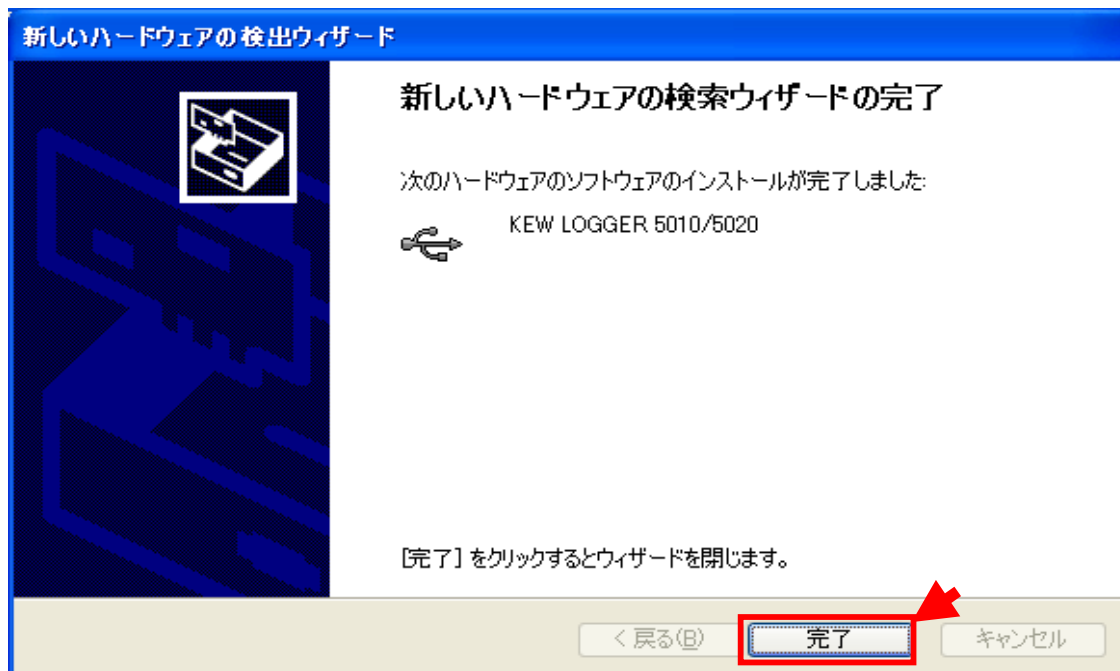 新しいハードウェアの検出ウィザード
新しいハードウェアの検索ウィザードの完了
次のハードウェアのソフトウェアのインストールが完了しました:
KEW LOGGER 5010/5020
[完了] をクリックするとウィザードを閉じます。
< 戻る(B) 完了 キャンセル